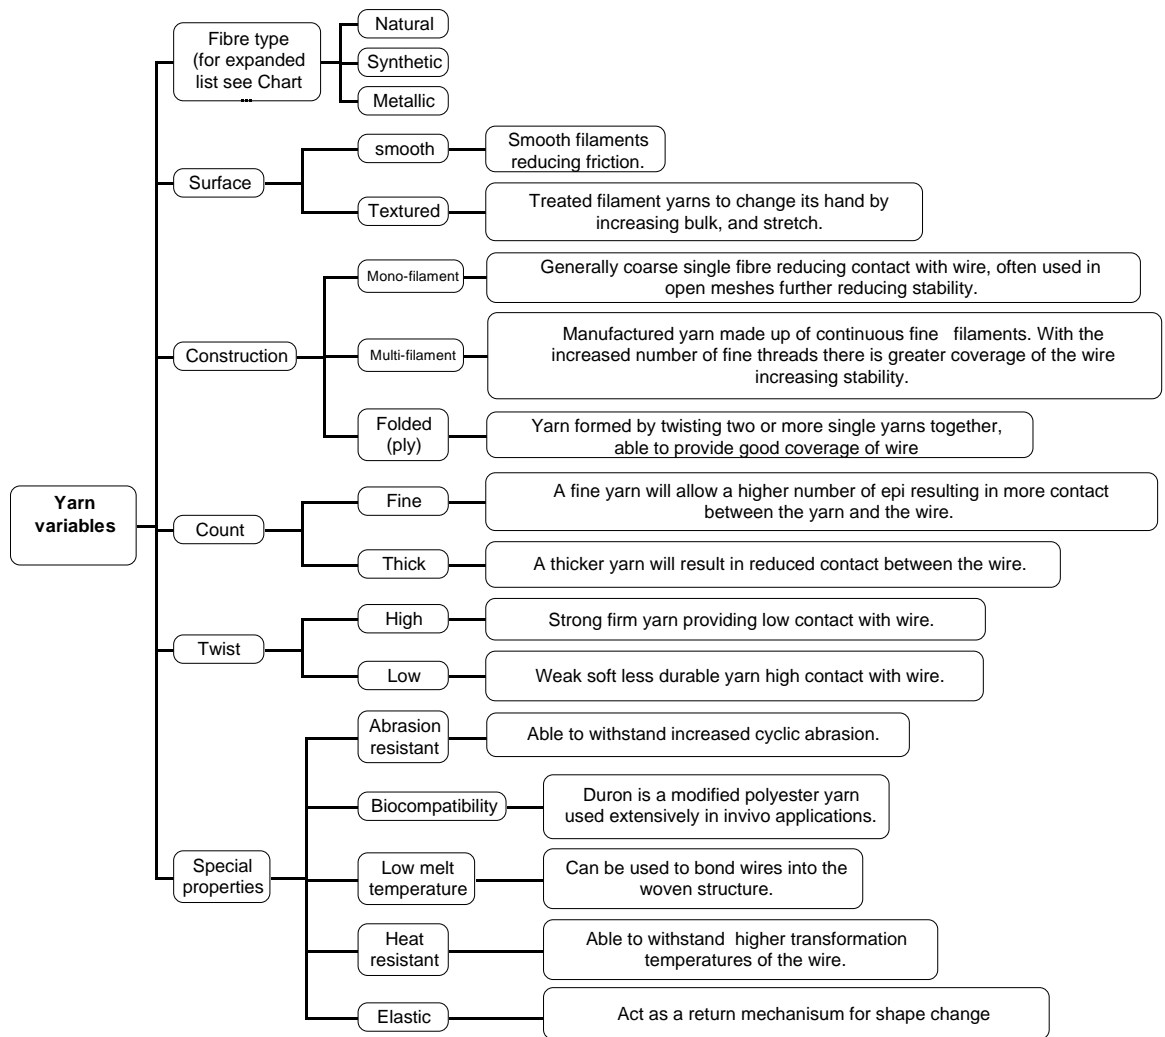 Yarn
variables
Fibre type
(for expanded
list see Chart
...
Natural
Synthetic
Metallic
Surface
smooth
Smooth filaments
reducing friction.
Textured
Treated filament yarns to change its hand by
increasing bulk, and stretch.
Construction
Mono-filament
Generally coarse single fibre reducing contact with wire, often used in
open meshes further reducing stability.
Multi-filament
Manufactured yarn made up of continuous fine filaments. With the
increased number of fine threads there is greater coverage of the wire
increasing stability.
Folded
(ply)
Yarn formed by twisting two or more single yarns together,
able to provide good coverage of wire
Count
Fine
A fine yarn will allow a higher number of epi resulting in more contact
between the yarn and the wire.
Thick
A thicker yarn will result in reduced contact between the wire.
Twist
High
Strong firm yarn providing low contact with wire.
Low
Weak soft less durable yarn high contact with wire.
Special
properties
Abrasion
resistant
Able to withstand increased cyclic abrasion.
Biocompatibility
Duron is a modified polyester yarn
used extensively in invivo applications.
Low melt
temperature
Can be used to bond wires into the
woven structure.
Heat
resistant
Able to withstand higher transformation
temperatures of the wire.
Elastic
Act as a return mechanisum for shape change